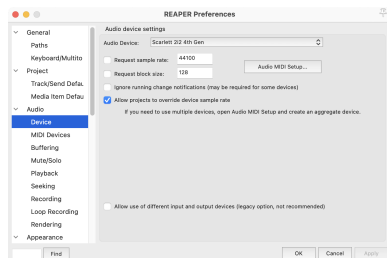 REAPER Preferences
General
Paths
Keyboard/Multito
Project
Track/Send Defau
Media Item Defau
Audio
Device
MIDI Devices
Buffering
Mute/Solo
Playback
Seeking
Recording
Loop Recording
Rendering
Appearance
Find
Audio device settings
Audio Device: Scarlett 2i2 4th Gen
Request sample rate: 44100
Request block size: 128
Audio MIDI Setup...
Ignore running change notifications (may be required for some devices)
Allow projects to override device sample rate
If you need to use multiple devices, open Audio MIDI Setup and create an aggregate device.
Allow use of different input and output devices (legacy option, not recommended)
OK Cancel Apply